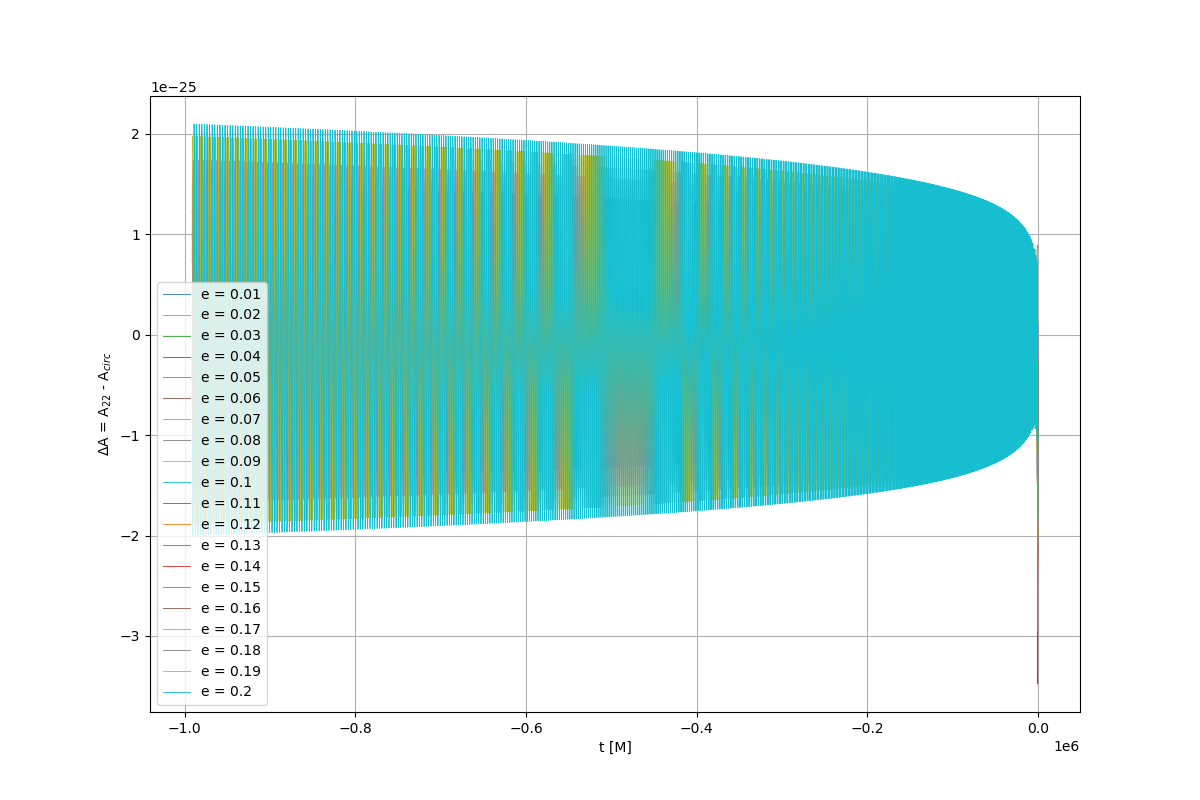 1e−25
2
1
0
−1
−2
−3
ΔA = A22 - Acirc
e = 0.01
e = 0.02
e = 0.03
e = 0.04
e = 0.05
e = 0.06
e = 0.07
e = 0.08
e = 0.09
e = 0.1
e = 0.11
e = 0.12
e = 0.13
e = 0.14
e = 0.15
e = 0.16
e = 0.17
e = 0.18
e = 0.19
e = 0.2
−1.0 −0.8 −0.6 −0.4 −0.2 0.0
t [M]
1e6